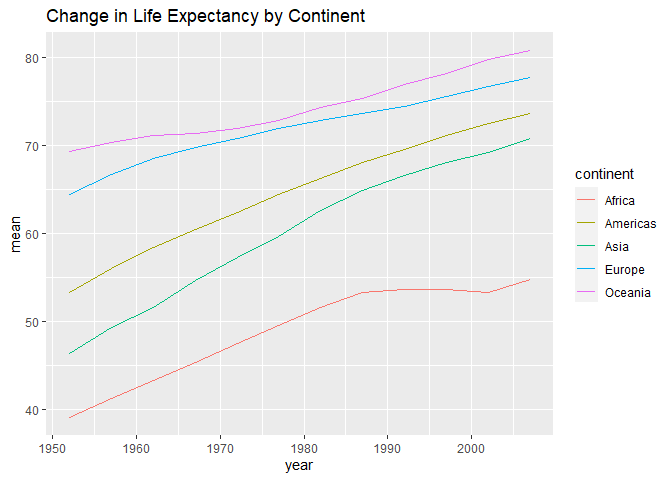 Change in Life Expectancy by Continent
80
70
60
50
40
mean
1950
1960
1970
1980
1990
2000
year
continent
Africa
Americas
Asia
Europe
Oceania